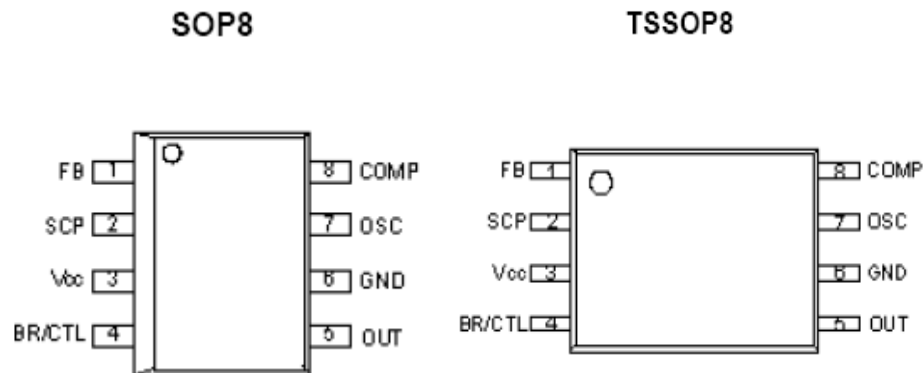 SOP8 TSSOP8
FB 1 8 COMP FB 1 8 COMP
SCP 2 7 OSC SCP 2 7 OSC
Vcc 3 6 GND Vcc 3 6 GND
BR/CTL 4 5 OUT BR/CTL 4 5 OUT